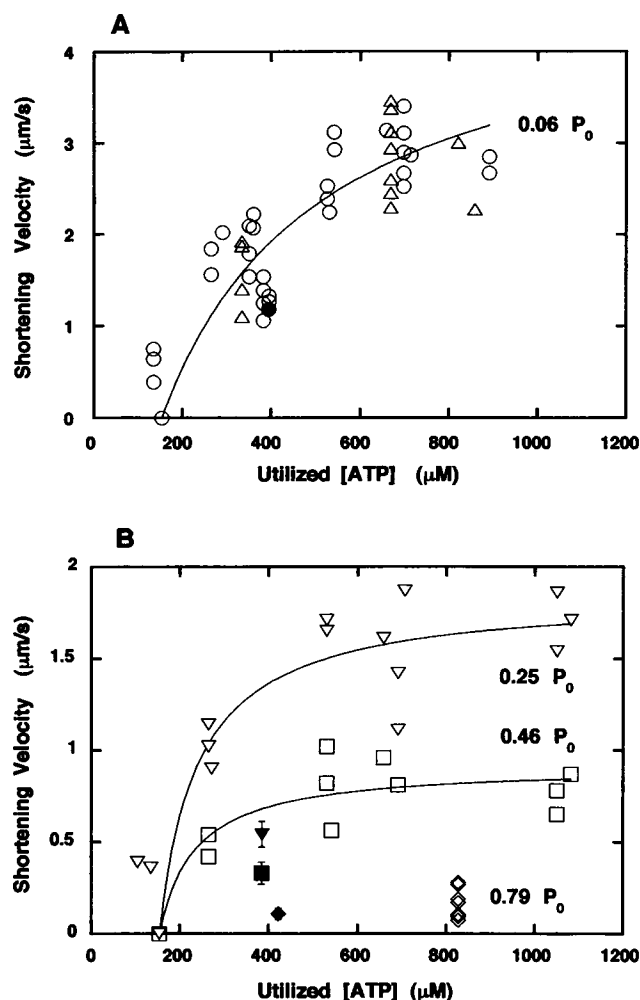 A
4
3
2
1
0
0.06 P0
Shortening Velocity (μm/s)
0 200 400 600 800 1000 1200
Utilized [ATP] (μM)
B
2
1.5
1
0.5
0
0.25 P0
0.46 P0
0.79 P0
Shortening Velocity (μm/s)
0 200 400 600 800 1000 1200
Utilized [ATP] (μM)